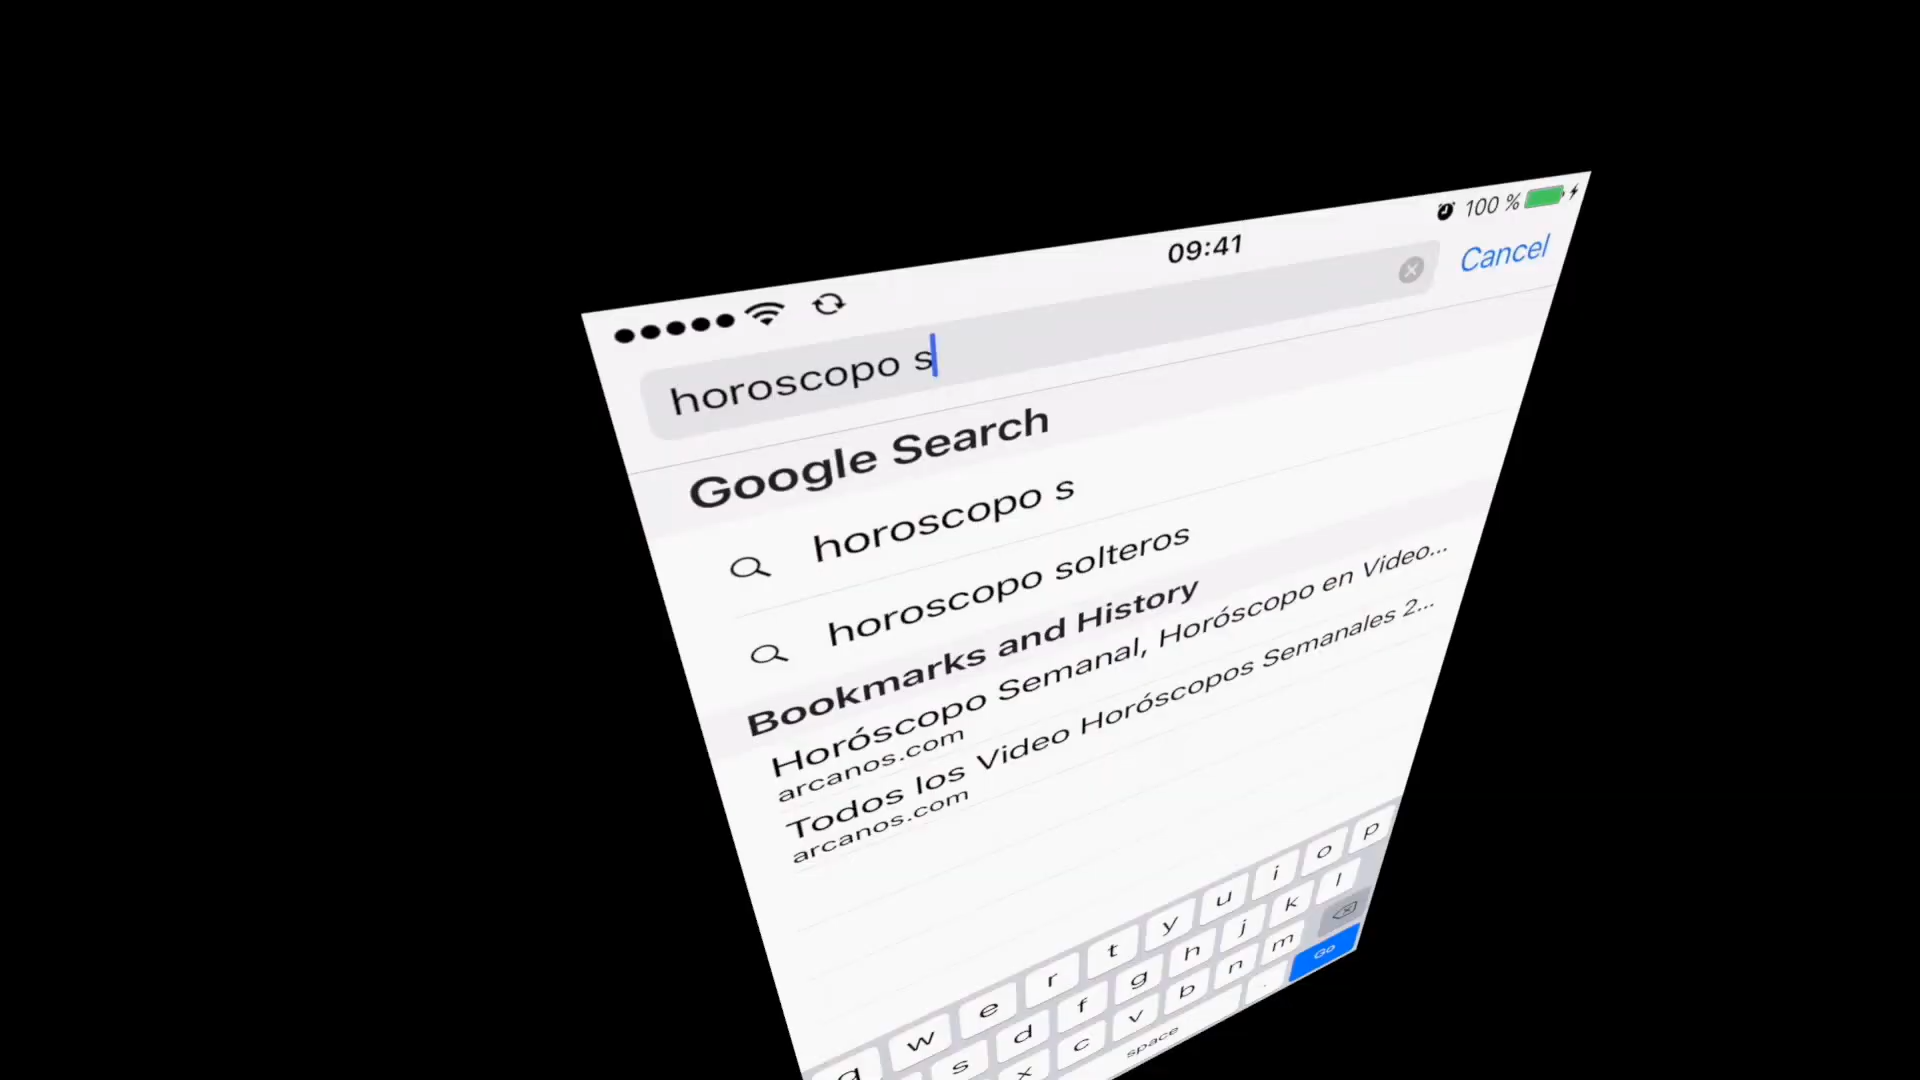 09:41
100 %
horoscopo s
Cancel
Google Search
horoscopo s
horoscopo solteros
Bookmarks and History
Horóscopo Semanal, Horóscopo en Video...
arcanos.com
Todos los Video Horóscopos Semanales 2...
arcanos.com
q w e r t y u i o p
s d f g h j k l
x c v b n m
space . Go